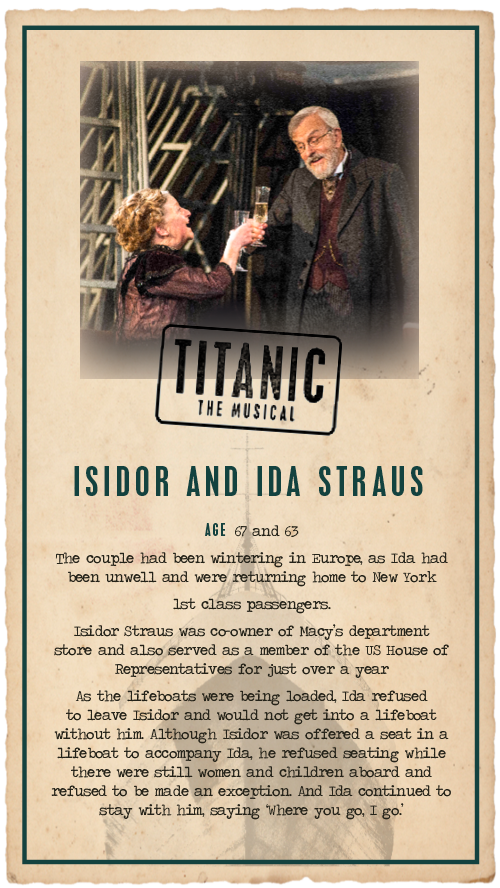 TITANIC
THE MUSICAL
ISIDOR AND IDA STRAUS
AGE 67 and 63
The couple had been wintering in Europe, as Ida had
been unwell and were returning home to New York
1st class passengers.
Isidor Straus was co-owner of Macy's department
store and also served as a member of the US House of
Representatives for just over a year
As the lifeboats were being loaded, Ida refused
to leave Isidor and would not get into a lifeboat
without him. Although Isidor was offered a seat in a
lifeboat to accompany Ida, he refused seating while
there were still women and children aboard and
refused to be made an exception. And Ida continued to
stay with him, saying 'Where you go, I go.'